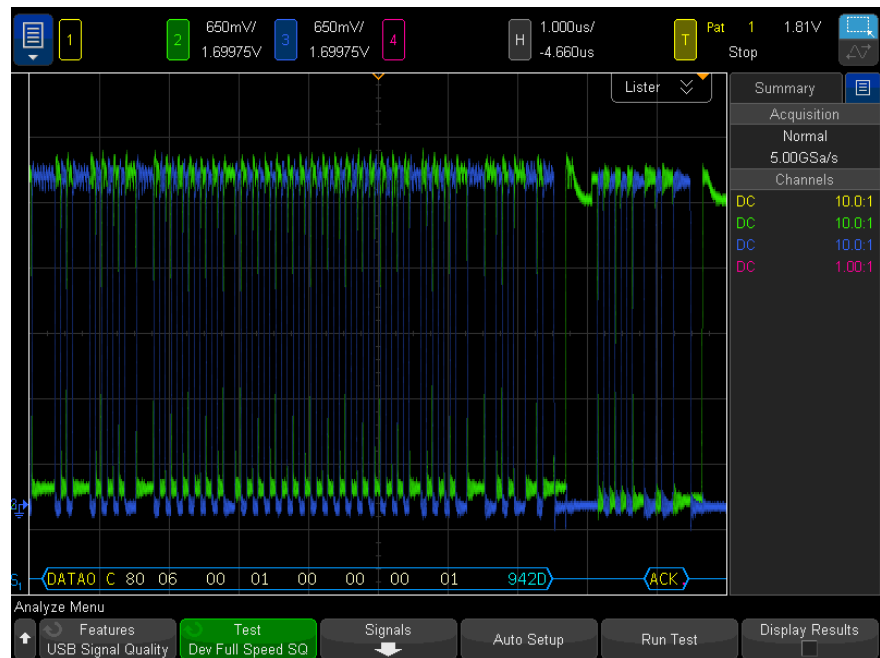 1 2 650mV/ 3 650mV/ 4 H 1.000us/ T Pat 1 1.81V
1.69975V 1.69975V -4.660us Stop
Lister
Summary
Acquisition
Normal
5.00GSa/s
Channels
DC 10.0:1
DC 10.0:1
DC 10.0:1
DC 1.00:1
2
S1 DATA0 C 80 06 00 01 00 00 00 01 942D ACK
Analyze Menu
Features Test Signals Auto Setup Run Test Display Results
USB Signal Quality Dev Full Speed SQ